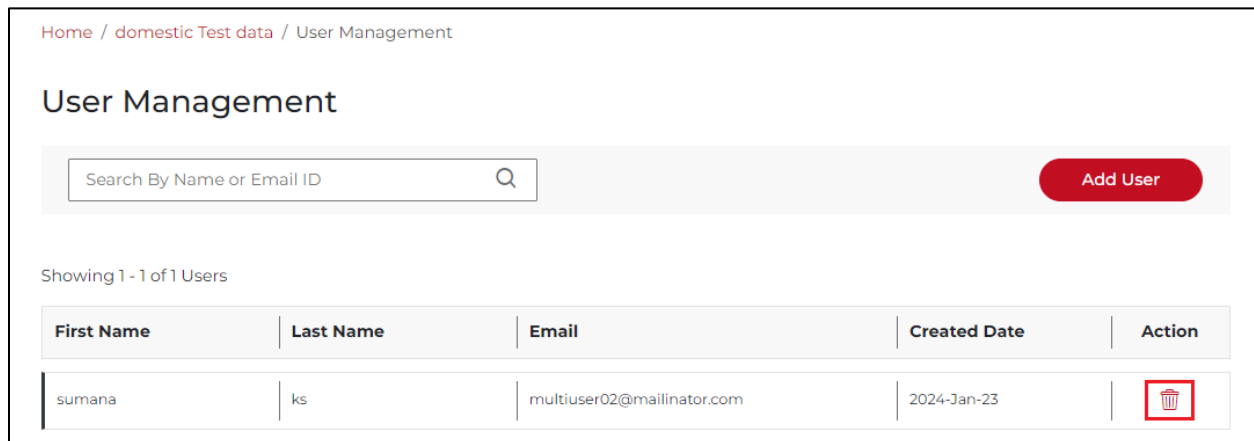 Home / domestic Test data / User Management
User Management
Search By Name or Email ID
Add User
Showing 1 - 1 of 1 Users
First Name Last Name Email Created Date Action
sumana ks multiuser02@mailinator.com 2024-Jan-23